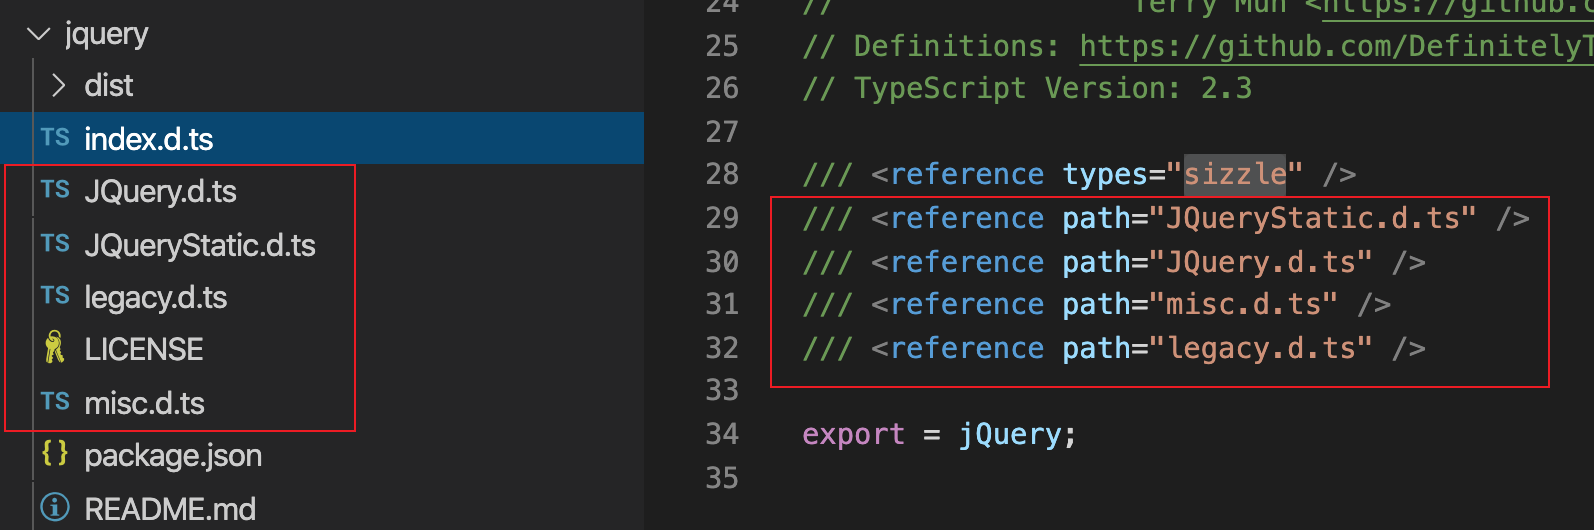 jquery
dist
TS index.d.ts
TS JQuery.d.ts
TS JQueryStatic.d.ts
TS legacy.d.ts
LICENSE
TS misc.d.ts
{} package.json
README.md
24 // Terry Mun <https://github.c
25 // Definitions: https://github.com/DefinitelyT
26 // TypeScript Version: 2.3
27
28 /// <reference types="sizzle" />
29 /// <reference path="JQueryStatic.d.ts" />
30 /// <reference path="JQuery.d.ts" />
31 /// <reference path="misc.d.ts" />
32 /// <reference path="legacy.d.ts" />
33
34 export = jQuery;
35